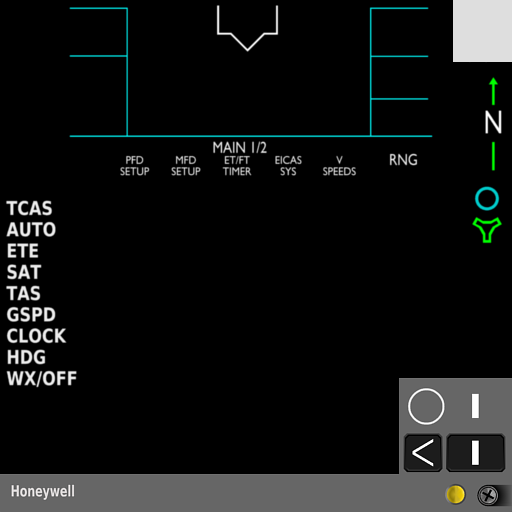 MAIN 1/2
PFD SETUP
MFD SETUP
ET/FT TIMER
EICAS SYS
V SPEEDS
RNG
N
TCAS
AUTO
ETE
SAT
TAS
GSPD
CLOCK
HDG
WX/OFF
<
Honeywell